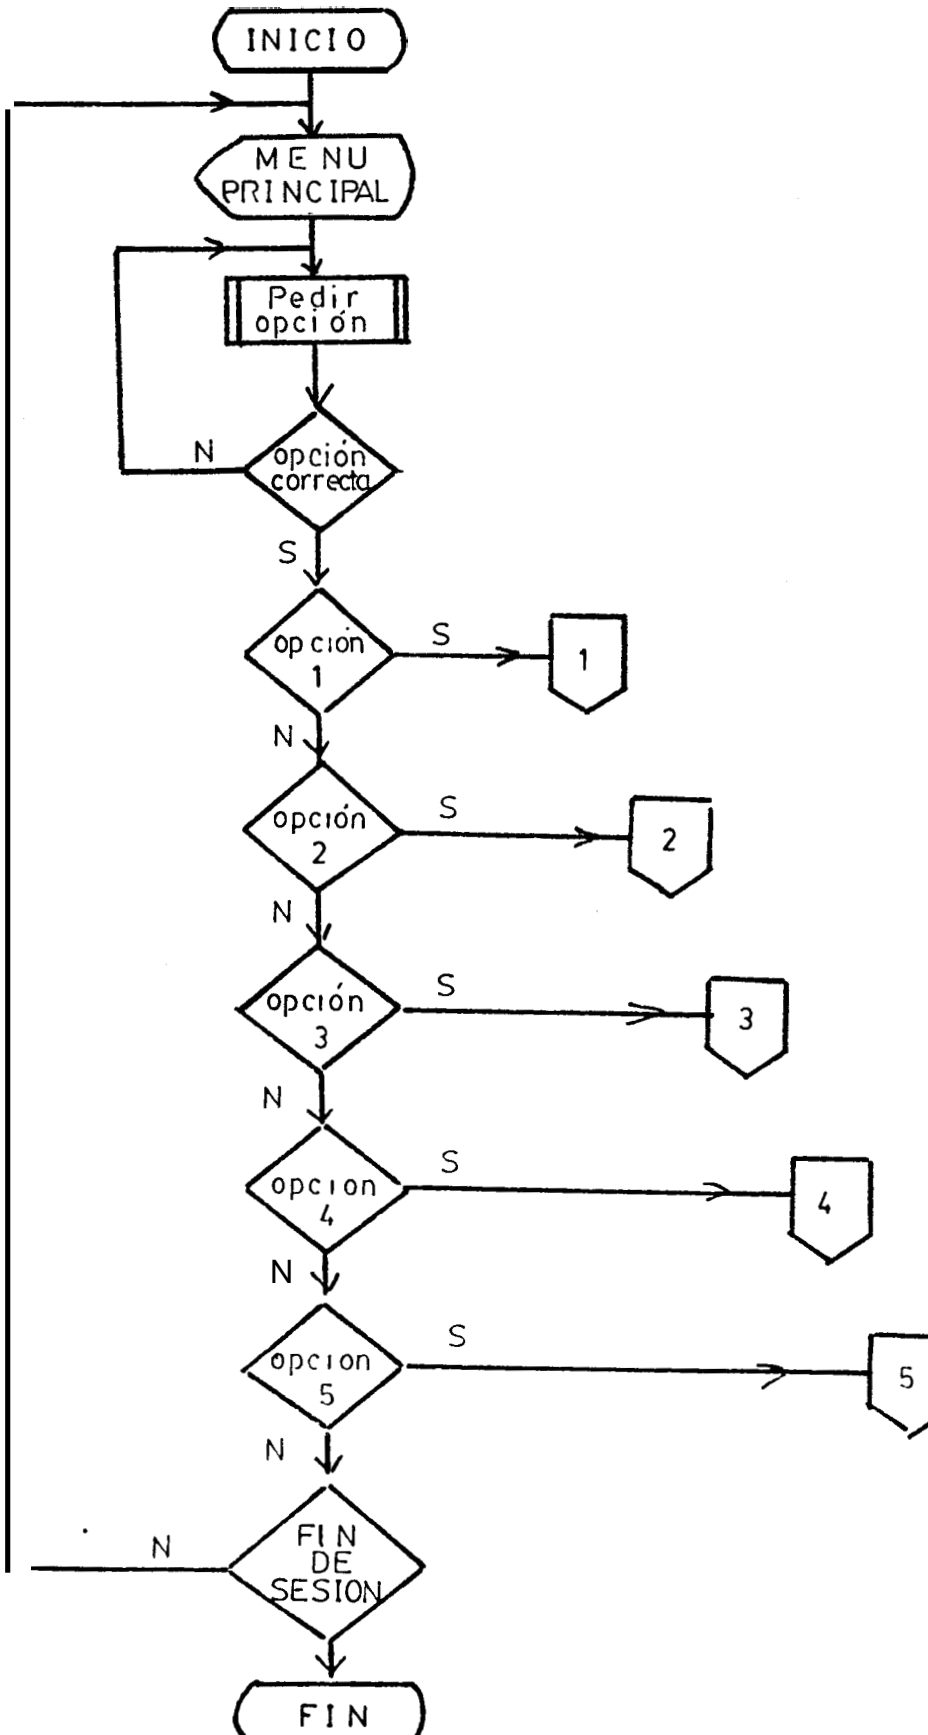 INICIO
MENU
PRINCIPAL
Pedir
opción
N
opción
correcta
S
opción
1
S
1
N
opción
2
S
2
N
opción
3
S
3
N
opcion
4
S
4
N
opcion
5
S
5
N
FIN
DE
SESION
N
FIN